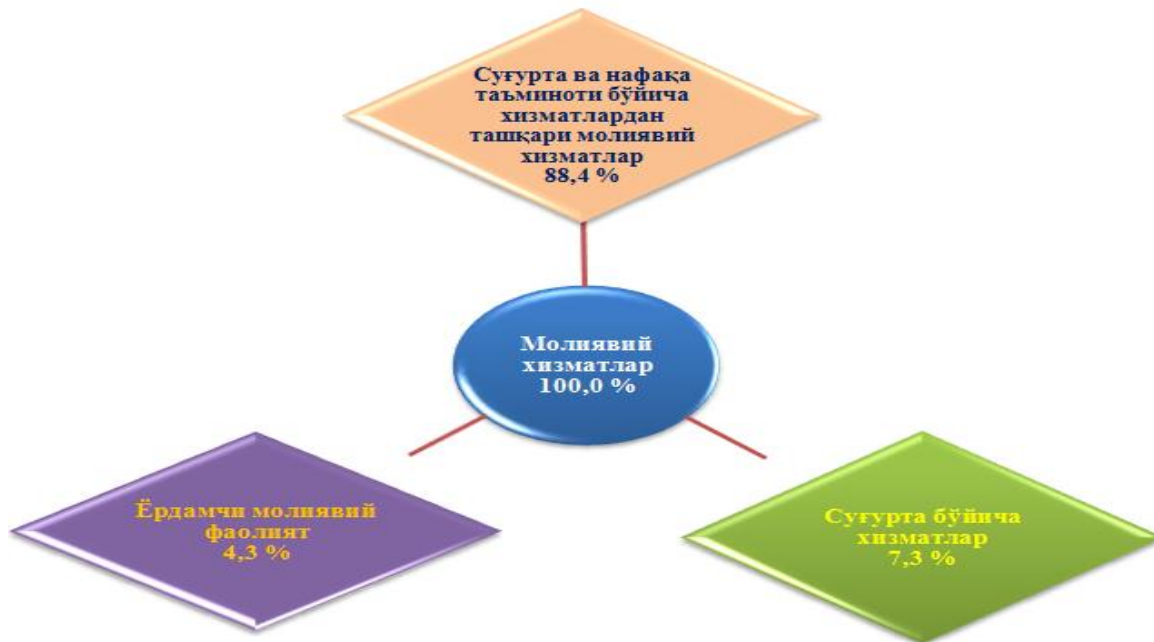 Суғурта ва нафақа
таъминоти бўйича
хизматлардан
ташқари молиявий
хизматлар
88,4 %
Молиявий
хизматлар
100,0 %
Ёрдамчи молиявий
фаолият
4,3 %
Суғурта бўйича
хизматлар
7,3 %